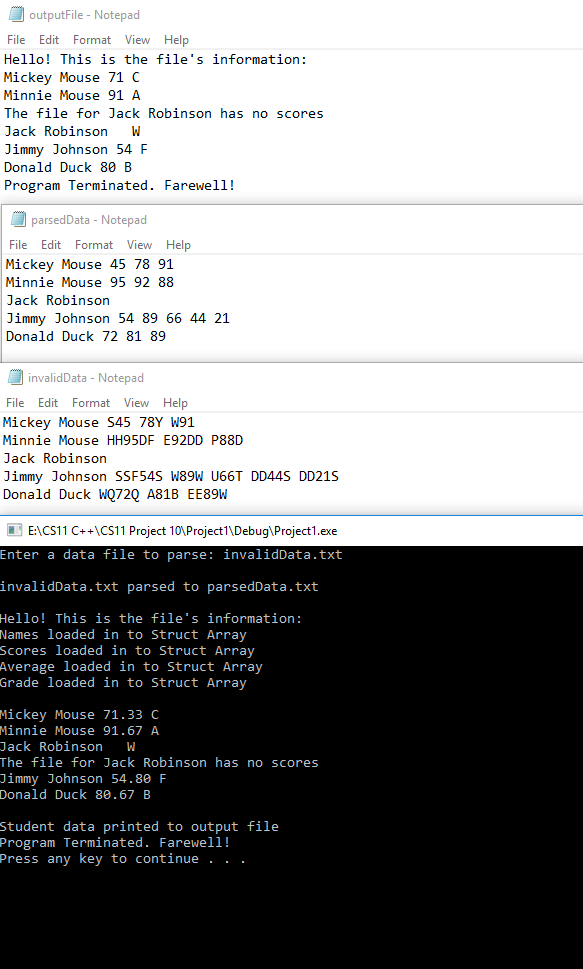 outputFile - Notepad
File Edit Format View Help
Hello! This is the file's information:
Mickey Mouse 71 C
Minnie Mouse 91 A
The file for Jack Robinson has no scores
Jack Robinson   W
Jimmy Johnson 54 F
Donald Duck 80 B
Program Terminated. Farewell!
parsedData - Notepad
File Edit Format View Help
Mickey Mouse 45 78 91
Minnie Mouse 95 92 88
Jack Robinson
Jimmy Johnson 54 89 66 44 21
Donald Duck 72 81 89
invalidData - Notepad
File Edit Format View Help
Mickey Mouse S45 78Y W91
Minnie Mouse HH95DF E92DD P88D
Jack Robinson
Jimmy Johnson SSF54S W89W U66T DD44S DD21S
Donald Duck WQ72Q A81B EE89W
E:\CS11 C++\CS11 Project 10\Project1\Debug\Project1.exe
Enter a data file to parse: invalidData.txt
invalidData.txt parsed to parsedData.txt
Hello! This is the file's information:
Names loaded in to Struct Array
Scores loaded in to Struct Array
Average loaded in to Struct Array
Grade loaded in to Struct Array
Mickey Mouse 71.33 C
Minnie Mouse 91.67 A
Jack Robinson   W
The file for Jack Robinson has no scores
Jimmy Johnson 54.80 F
Donald Duck 80.67 B
Student data printed to output file
Program Terminated. Farewell!
Press any key to continue . . .